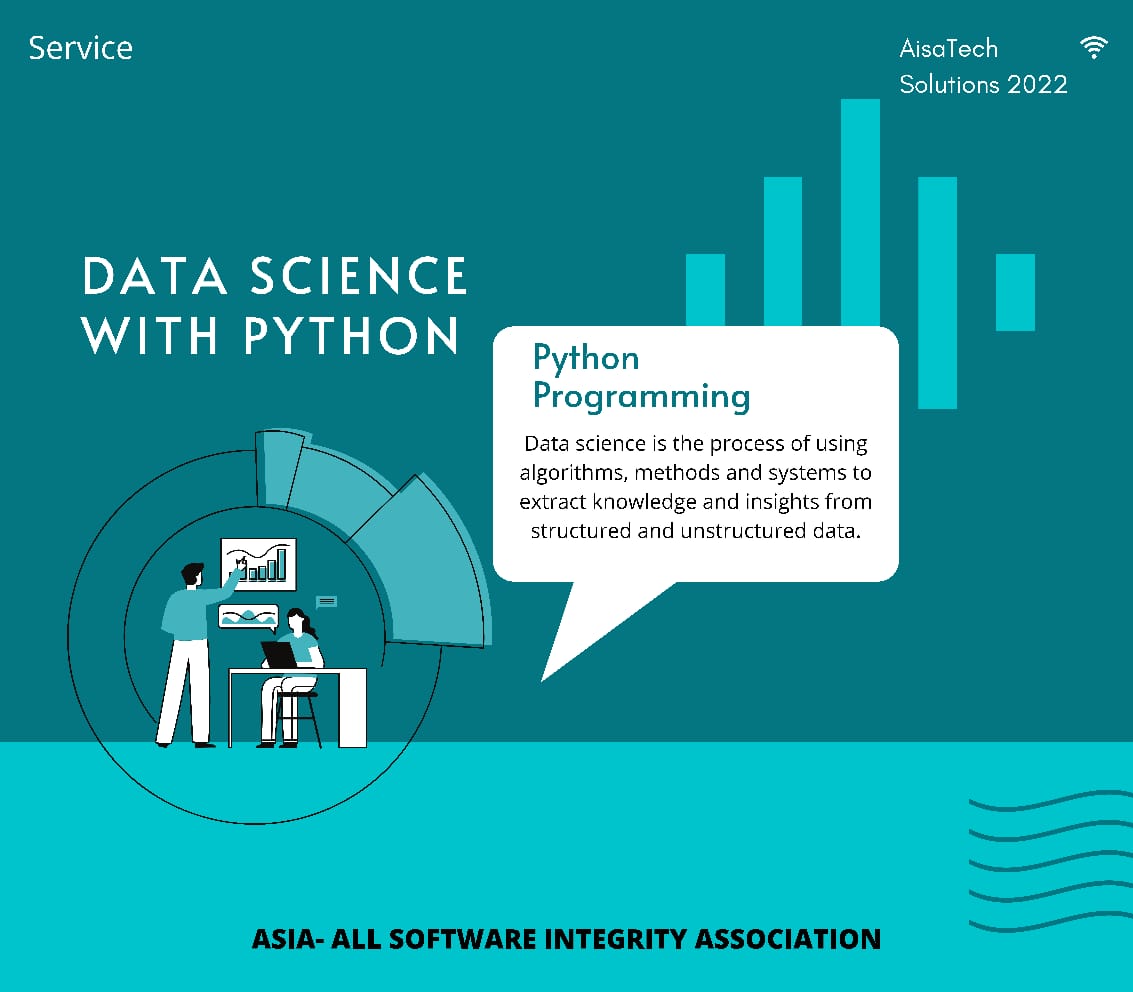 Service
AisaTech
Solutions 2022
DATA SCIENCE
WITH PYTHON
Python
Programming
Data science is the process of using
algorithms, methods and systems to
extract knowledge and insights from
structured and unstructured data.
ASIA- ALL SOFTWARE INTEGRITY ASSOCIATION